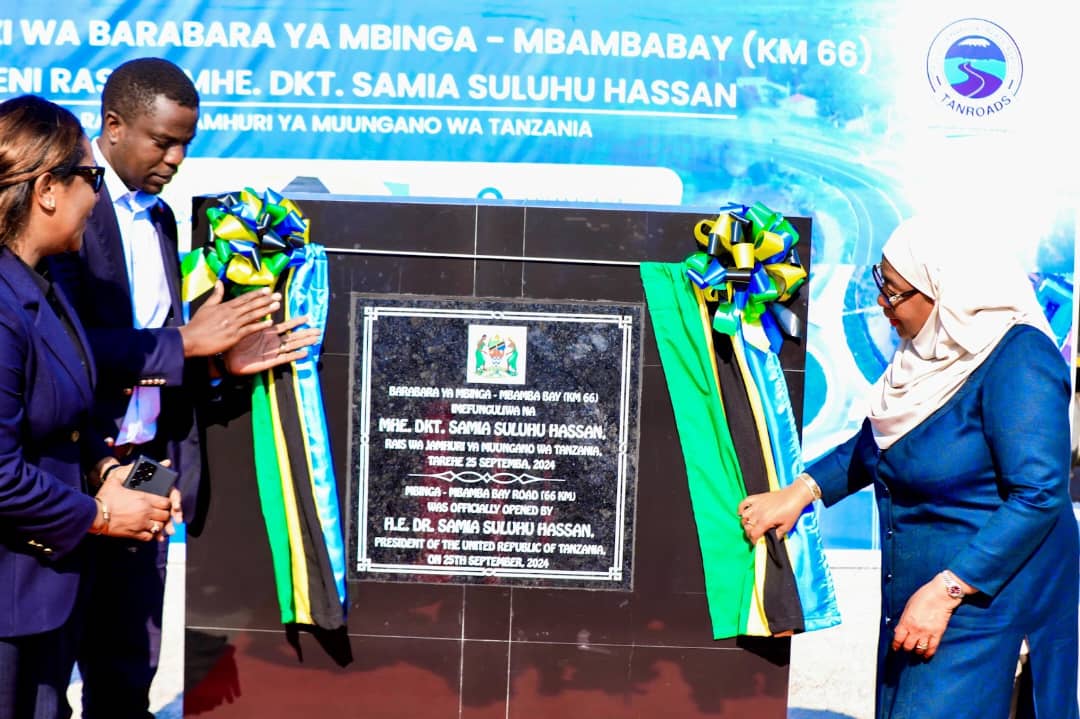 WA BARABARA YA MBINGA - MBAMBABAY (KM 66)
MHE. DKT. SAMIA SULUHU HASSAN
JAMHURI YA MUUNGANO WA TANZANIA
TANROADS
BARABARA YA MBINGA - MBAMBA BAY (KM 66)
IMEFUNGULIWA NA
MHE. DKT. SAMIA SULUHU HASSAN,
RAIS WA JAMHURI YA MUUNGANO WA TANZANIA,
TAREHE 25 SEPTEMBA, 2024
MBINGA - MBAMBA BAY ROAD (66 KM)
WAS OFFICIALLY OPENED BY
H.E. DR. SAMIA SULUHU HASSAN,
PRESIDENT OF THE UNITED REPUBLIC OF TANZANIA,
ON 25TH SEPTEMBER, 2024